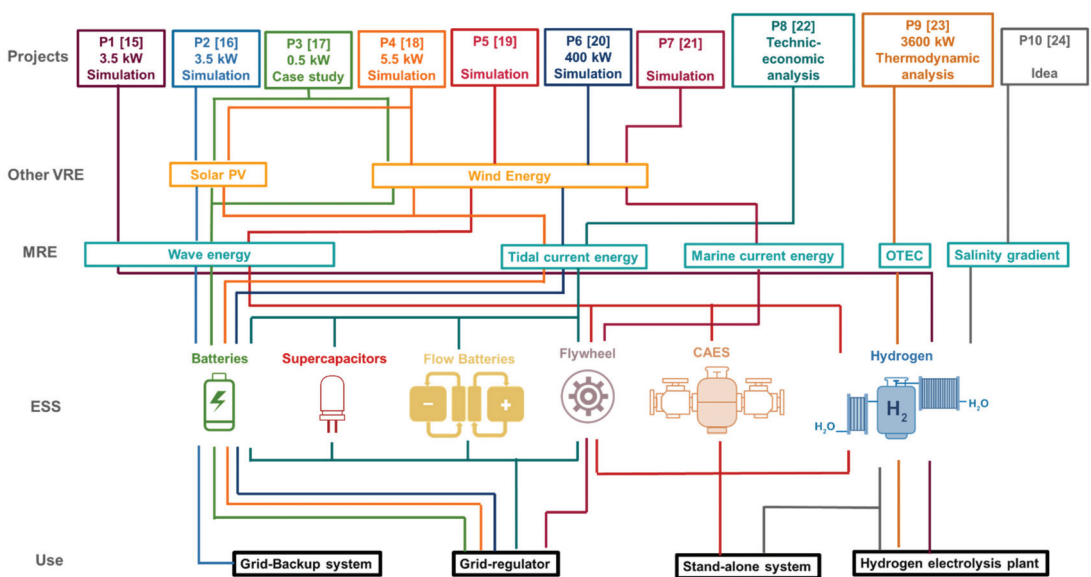 Projects
P1 [15]
3.5 kW
Simulation
P2 [16]
3.5 kW
Simulation
P3 [17]
0.5 kW
Case study
P4 [18]
5.5 kW
Simulation
P5 [19]
Simulation
P6 [20]
400 kW
Simulation
P7 [21]
Simulation
P8 [22]
Technic-
economic
analysis
P9 [23]
3600 kW
Thermodynamic
analysis
P10 [24]
Idea
Other VRE
Solar PV
Wind Energy
MRE
Wave energy
Tidal current energy
Marine current energy
OTEC
Salinity gradient
ESS
Batteries
Supercapacitors
Flow Batteries
Flywheel
CAES
Hydrogen
H₂
H₂O
H₂O
Use
Grid-Backup system
Grid-regulator
Stand-alone system
Hydrogen electrolysis plant